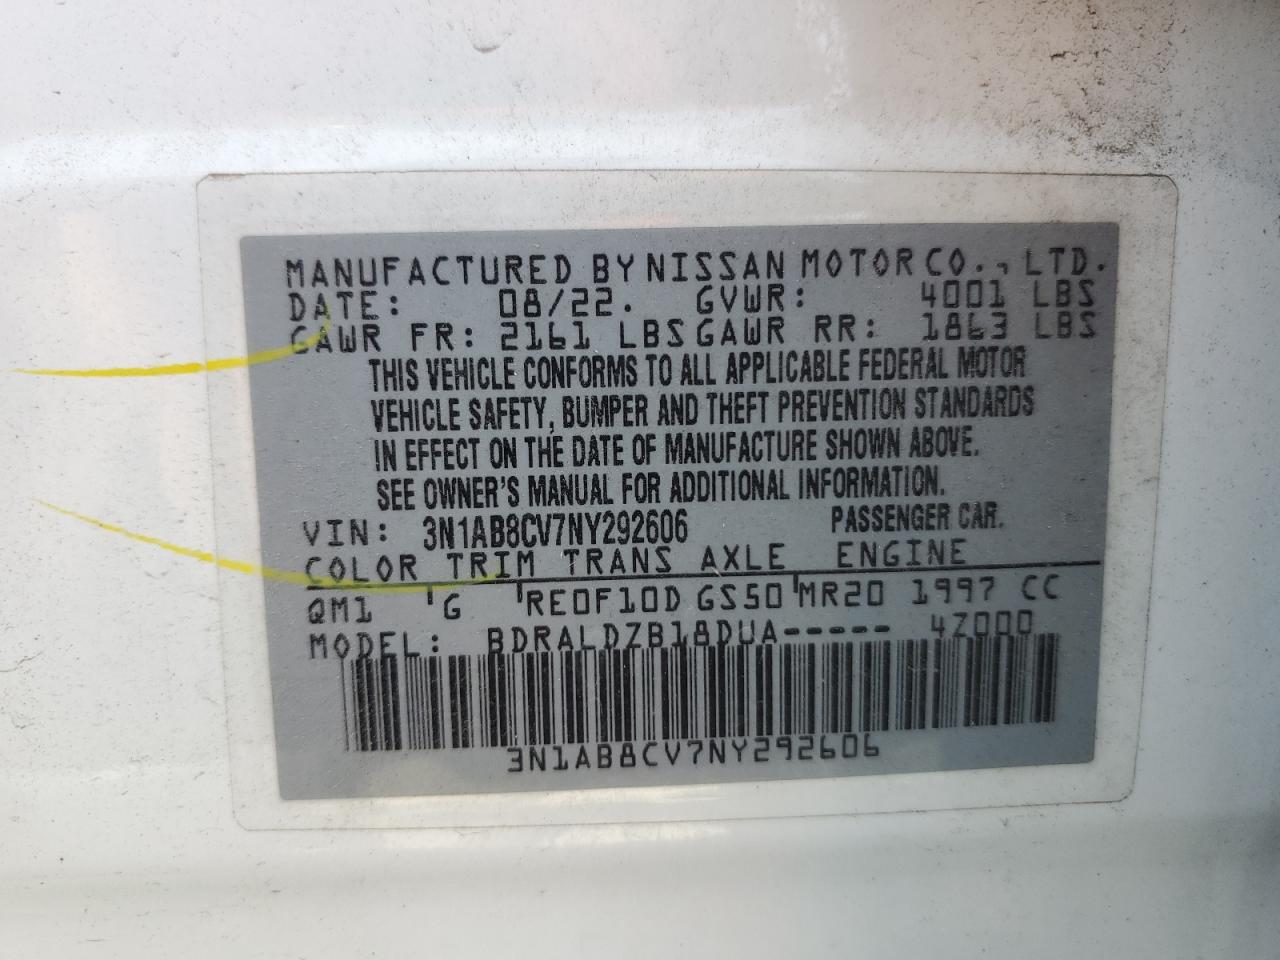 MANUFACTURED BY NISSAN MOTOR CO., LTD.
DATE: 08/22. GVWR: 4001 LBS
GAWR FR: 2161 LBS GAWR RR: 1863 LBS
THIS VEHICLE CONFORMS TO ALL APPLICABLE FEDERAL MOTOR
VEHICLE SAFETY, BUMPER AND THEFT PREVENTION STANDARDS
IN EFFECT ON THE DATE OF MANUFACTURE SHOWN ABOVE.
SEE OWNER'S MANUAL FOR ADDITIONAL INFORMATION.
VIN: 3N1AB8CV7NY292606 PASSENGER CAR.
COLOR TRIM TRANS AXLE ENGINE
QM1 G RE0F10D GS50 MR20 1997 CC
MODEL: BDRALDZB18DUA----- 4Z000
3N1AB8CV7NY292606